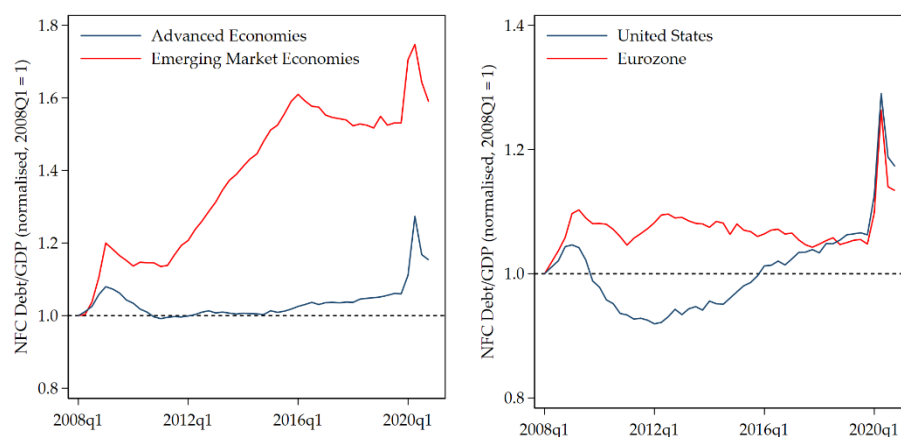 NFC Debt/GDP (normalised, 2008Q1 = 1)
1.8
1.6
1.4
1.2
1.0
0.8
Advanced Economies
Emerging Market Economies
2008q1
2012q1
2016q1
2020q1
NFC Debt/GDP (normalised, 2008Q1 = 1)
1.4
1.2
1.0
0.8
United States
Eurozone
2008q1
2012q1
2016q1
2020q1